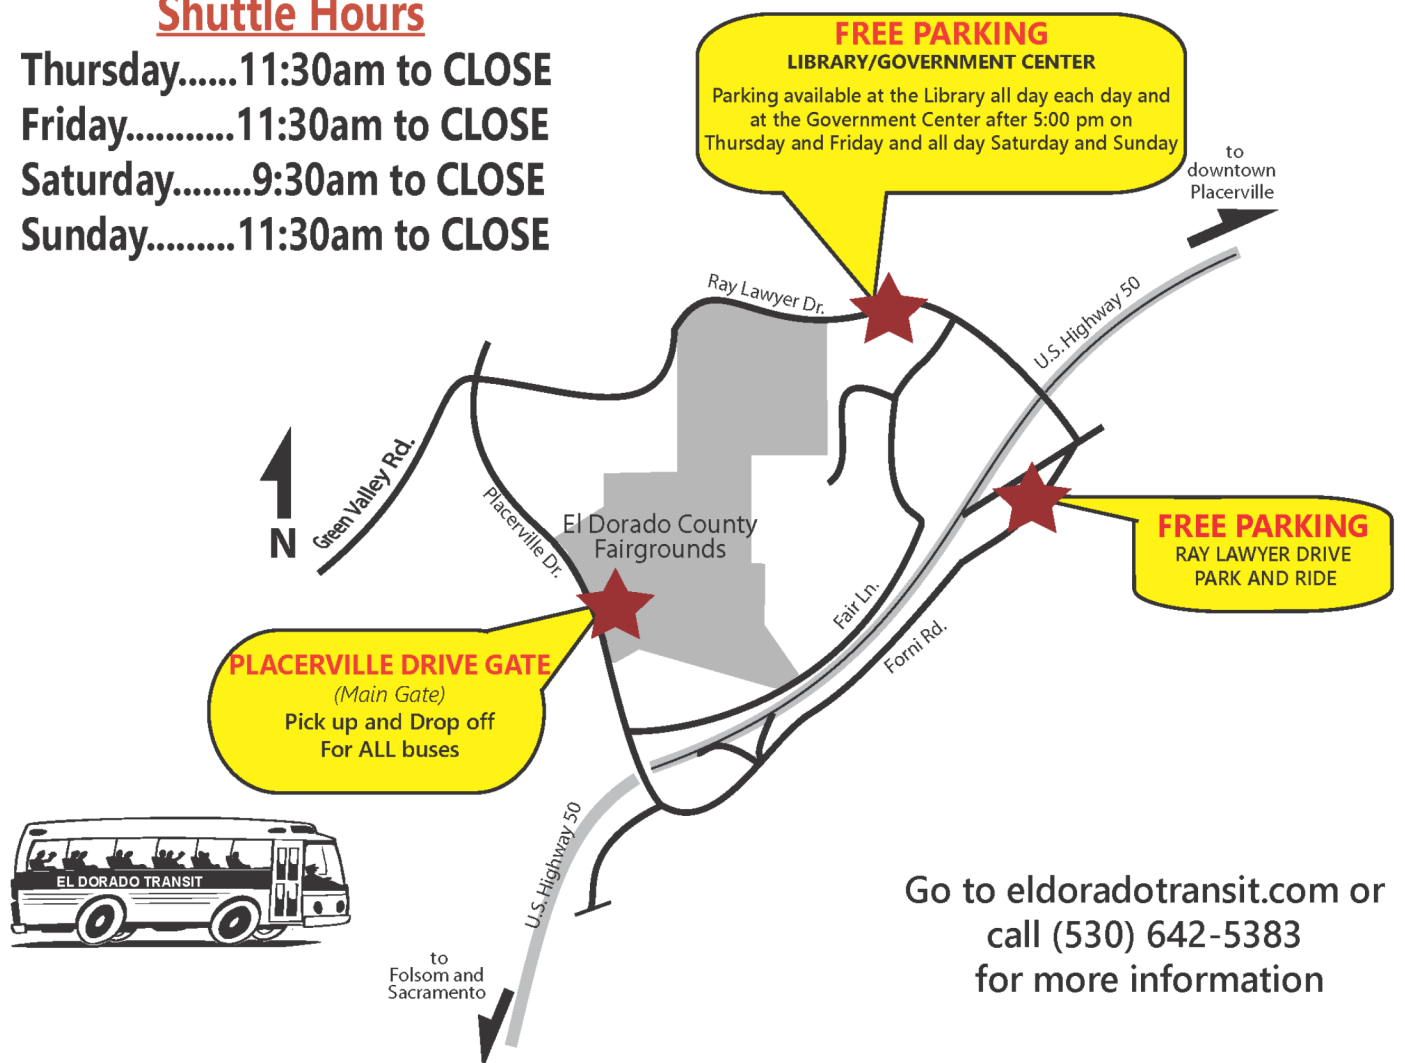 Shuttle Hours
Thursday......11:30am to CLOSE
Friday...........11:30am to CLOSE
Saturday........9:30am to CLOSE
Sunday.........11:30am to CLOSE
FREE PARKING
LIBRARY/GOVERNMENT CENTER
Parking available at the Library all day each day and
at the Government Center after 5:00 pm on
Thursday and Friday and all day Saturday and Sunday
to
downtown
Placerville
Ray Lawyer Dr.
U.S. Highway 50
Green Valley Rd.
N
Placerville Dr.
El Dorado County
Fairgrounds
FREE PARKING
RAY LAWYER DRIVE
PARK AND RIDE
Fair Ln.
Forni Rd.
PLACERVILLE DRIVE GATE
(Main Gate)
Pick up and Drop off
For ALL buses
U.S. Highway 50
EL DORADO TRANSIT
to
Folsom and
Sacramento
Go to eldoradotransit.com or
call (530) 642-5383
for more information